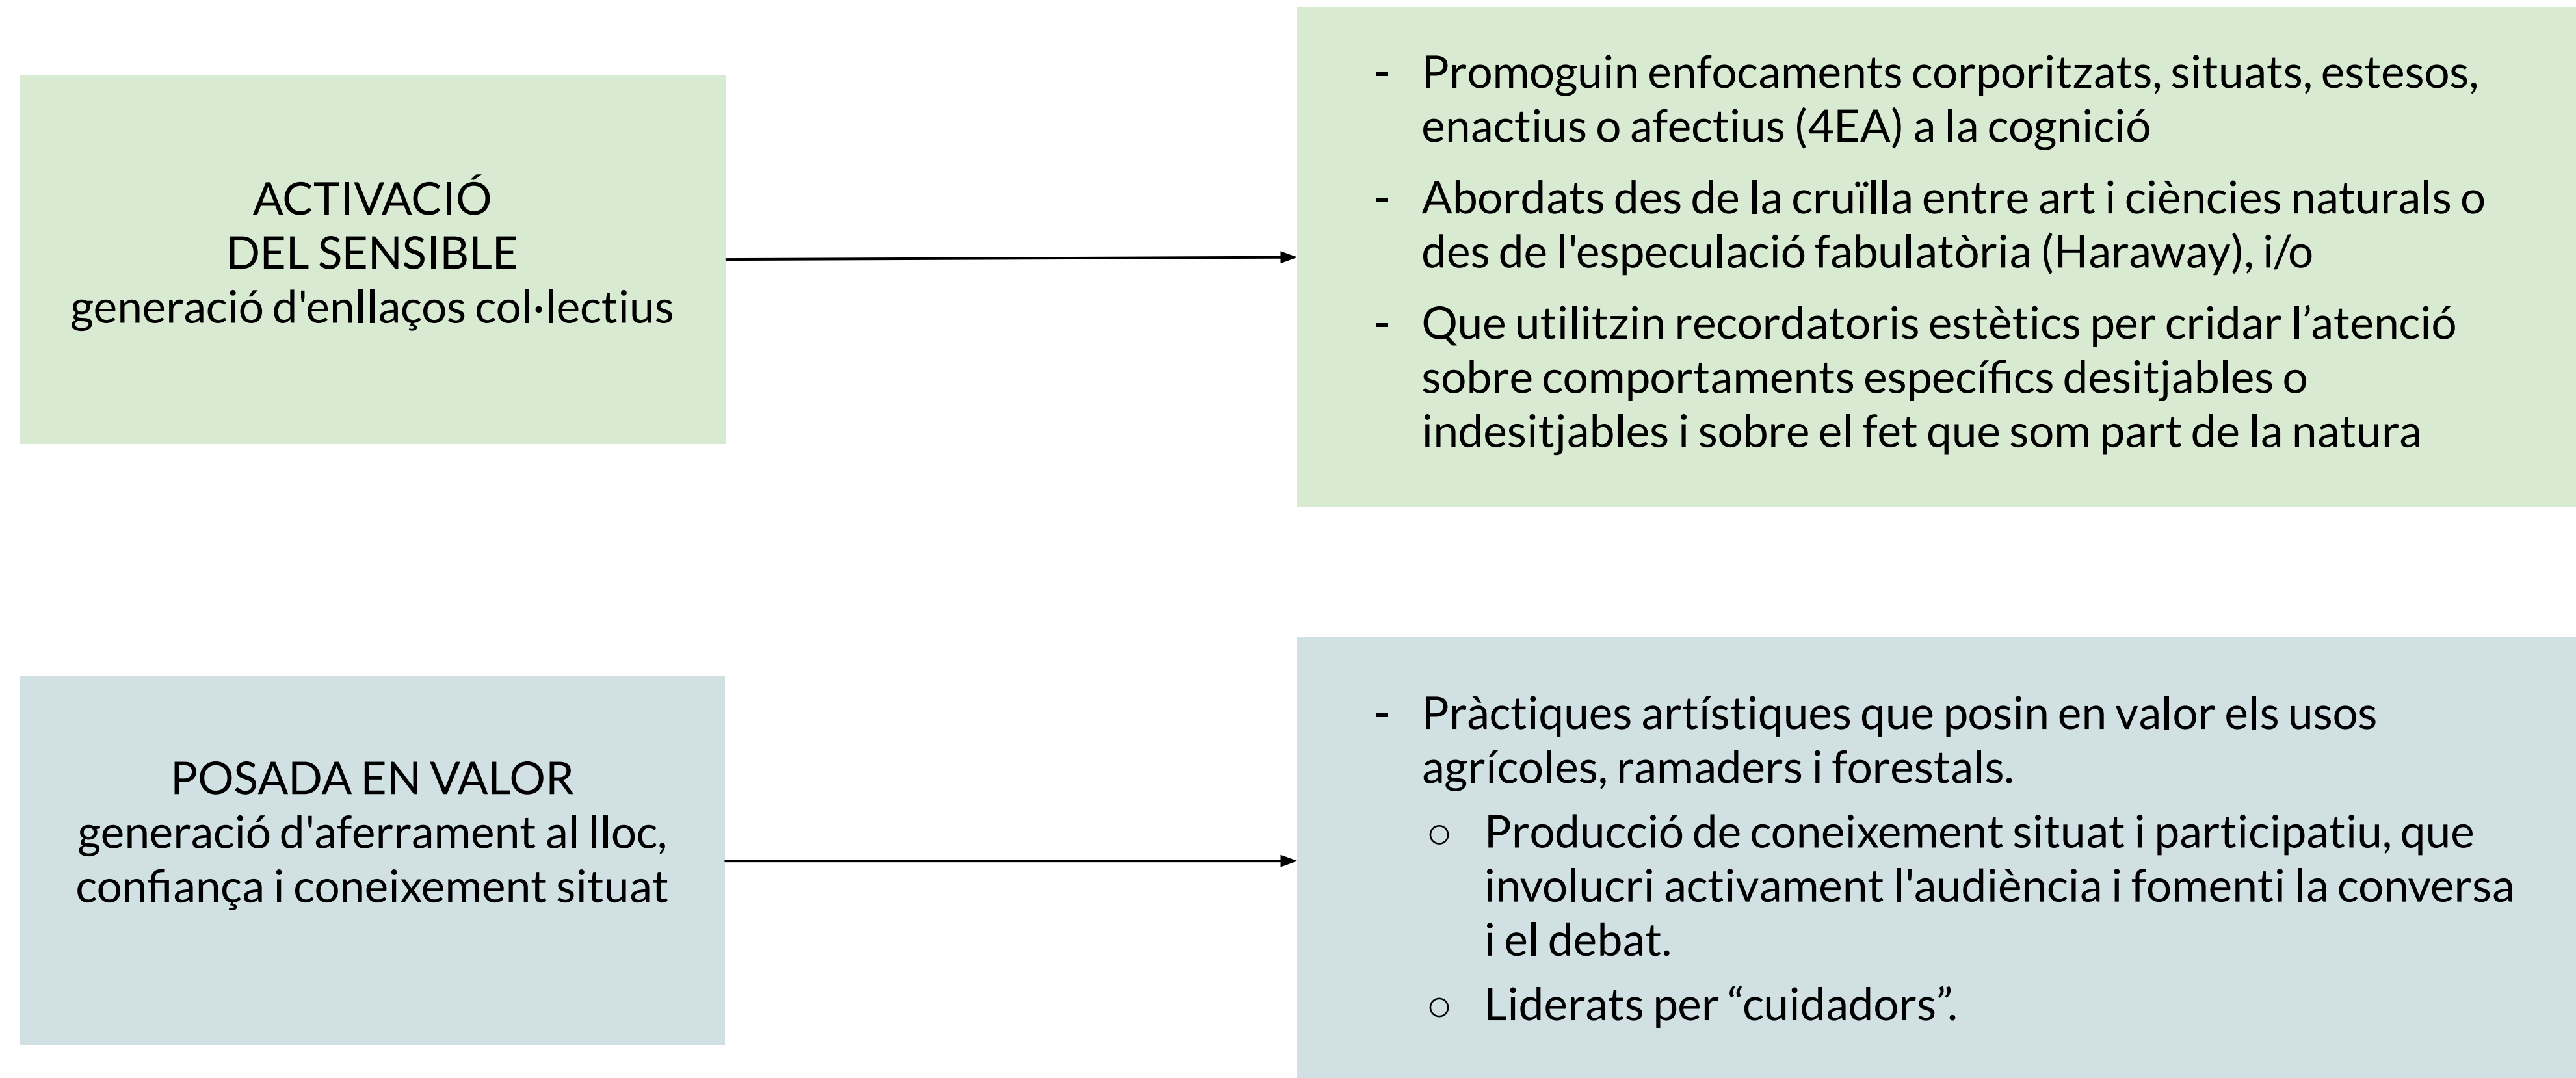 ACTIVACIÓ
DEL SENSIBLE
generació d'enllaços col·lectius
- Promoguin enfocaments corporitzats, situats, estesos,
enactius o afectius (4EA) a la cognició
- Abordats des de la cruïlla entre art i ciències naturals o
des de l'especulació fabulatòria (Haraway), i/o
- Que utilitzin recordatoris estètics per cridar l’atenció
sobre comportaments específics desitjables o
indesitjables i sobre el fet que som part de la natura
POSADA EN VALOR
generació d'aferrament al lloc,
confiança i coneixement situat
- Pràctiques artístiques que posin en valor els usos
agrícoles, ramaders i forestals.
○ Producció de coneixement situat i participatiu, que
involucri activament l'audiència i fomenti la conversa
i el debat.
○ Liderats per “cuidadors”.